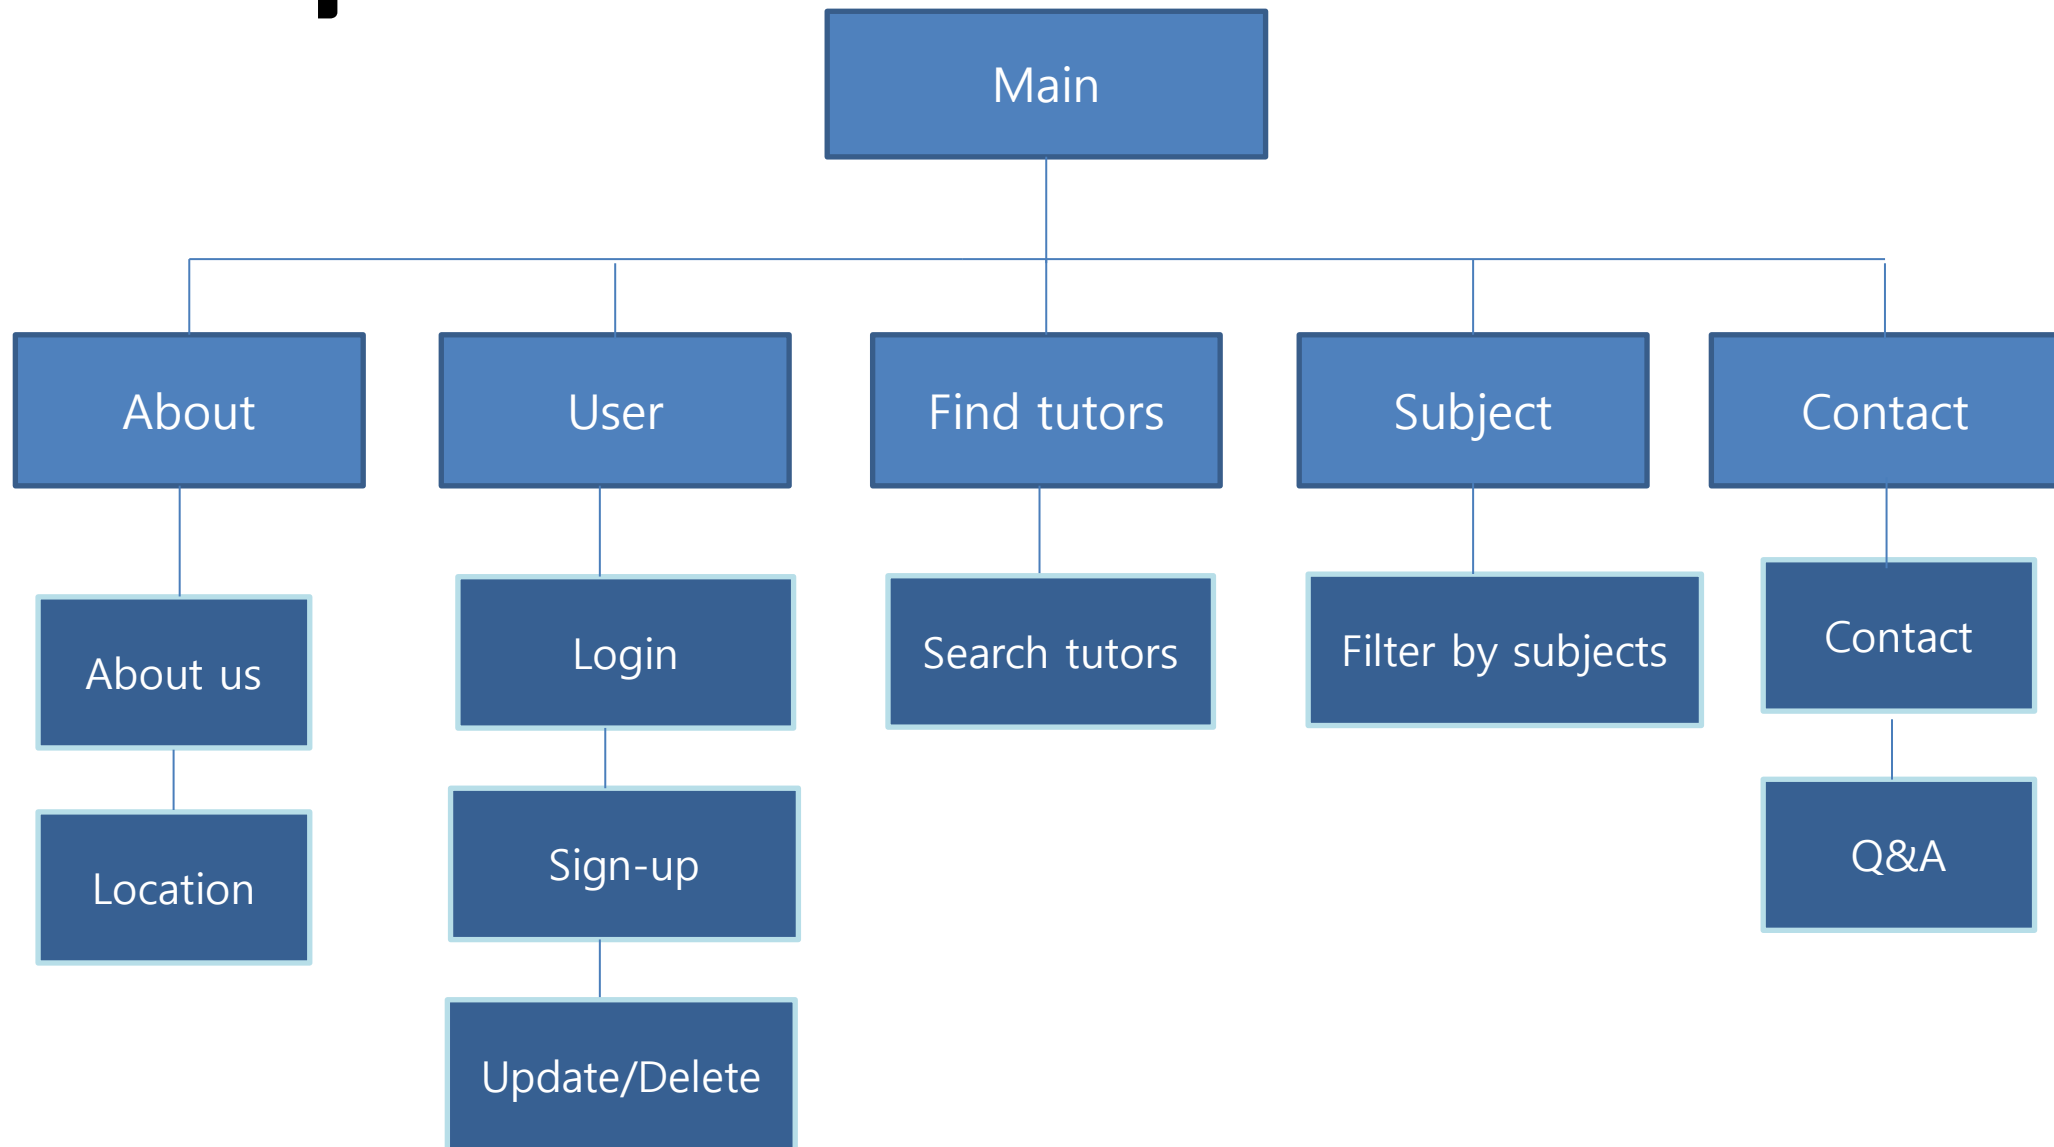 Main
About
User
Find tutors
Subject
Contact
About us
Login
Search tutors
Filter by subjects
Contact
Location
Sign-up
Q&A
Update/Delete